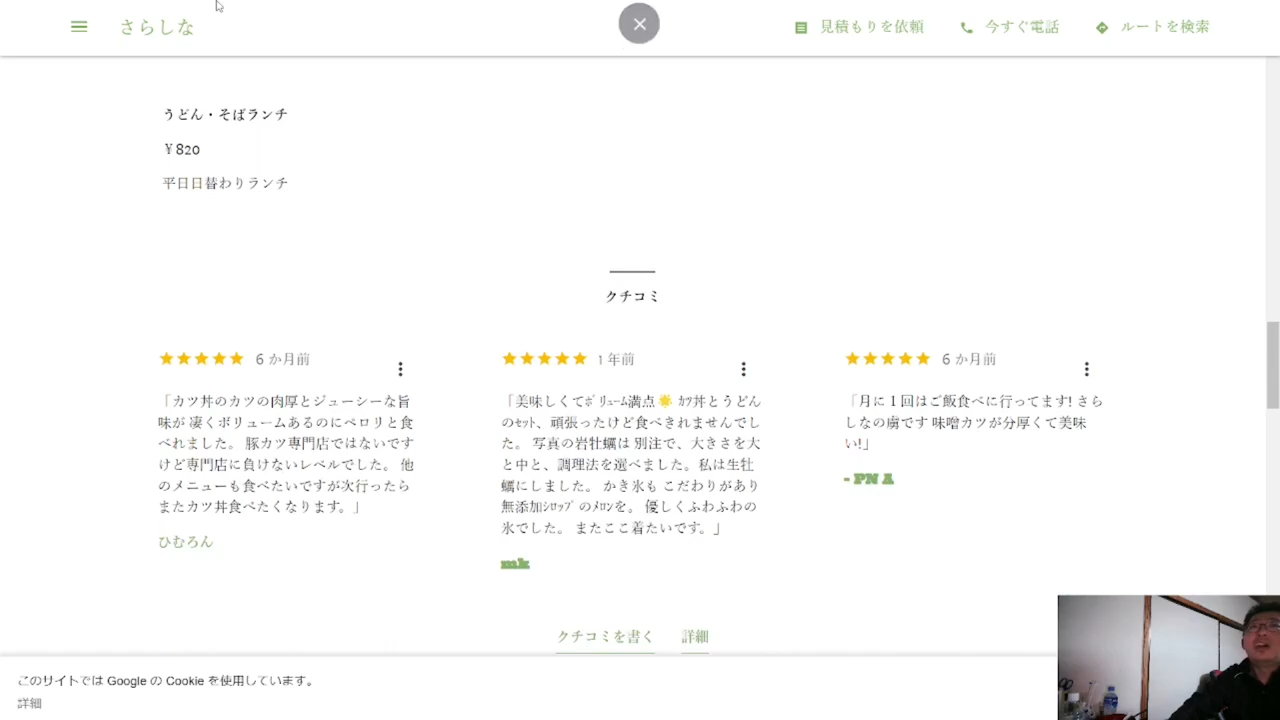 さらしな
見積もりを依頼
今すぐ電話
ルートを検索
うどん・そばランチ
¥820
平日日替わりランチ
クチコミ
6 か月前
「カツ丼のカツの肉厚とジューシーな旨
味が 凄くボリュームあるのにペロリと食
べれました。 豚カツ専門店ではないです
けど専門店に負けないレベルでした。 他
のメニューも食べたいですが次行ったら
またカツ丼食べたくなります。」
ひむろん
1 年前
「美味しくてﾎﾞﾘｭｰﾑ満点🌟 ｶﾂ丼とうどん
のｾｯﾄ、頑張ったけど食べきれませんでし
た。 写真の岩牡蠣は 別注で、大きさを大
と中と、調理法を選べました。私は生牡
蠣にしました。 かき氷も こだわりがあり
無添加ｼﾛｯﾌﾟのﾒﾛﾝを。 優しくふわふわの
氷でした。 またここ着たいです。」
mk
6 か月前
「月に１回はご飯食べに行ってます! さら
しなの虜です 味噌カツが分厚くて美味
い!」
- PN A
クチコミを書く
詳細
このサイトでは Google の Cookie を使用しています。
詳細